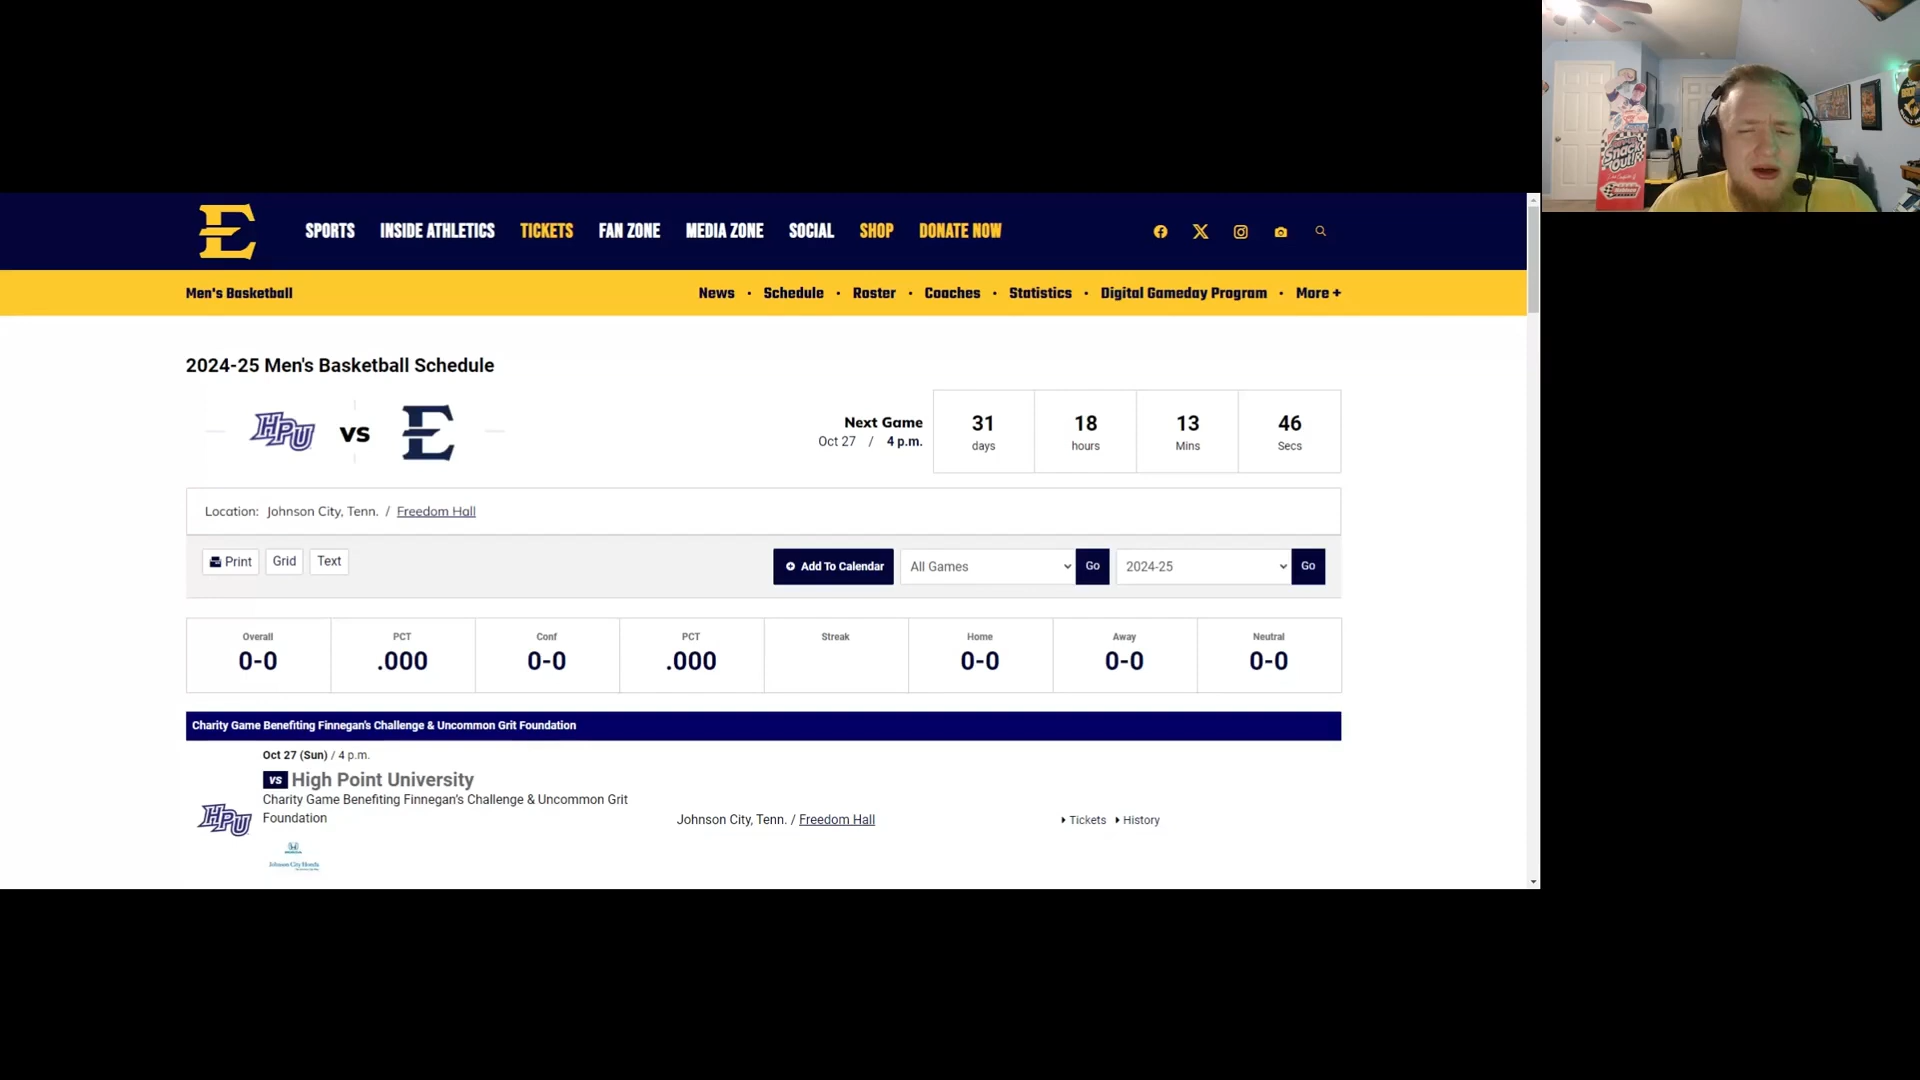 SPORTS INSIDE ATHLETICS TICKETS FAN ZONE MEDIA ZONE SOCIAL SHOP DONATE NOW
Men's Basketball News • Schedule • Roster • Coaches • Statistics • Digital Gameday Program • More +
2024-25 Men's Basketball Schedule
HPU VS E
Next Game
Oct 27 / 4 p.m.
31 18 13 46
days hours Mins Secs
Location: Johnson City, Tenn. / Freedom Hall
Print Grid Text Add To Calendar All Games Go 2024-25 Go
Overall PCT Conf PCT Streak Home Away Neutral
0-0 .000 0-0 .000 0-0 0-0 0-0
Charity Game Benefiting Finnegan's Challenge & Uncommon Grit Foundation
Oct 27 (Sun) / 4 p.m.
vs High Point University
Charity Game Benefiting Finnegan's Challenge & Uncommon Grit
Foundation
HPU
Johnson City, Tenn. / Freedom Hall
Tickets History
Johnson City Honda
Snack
Out!